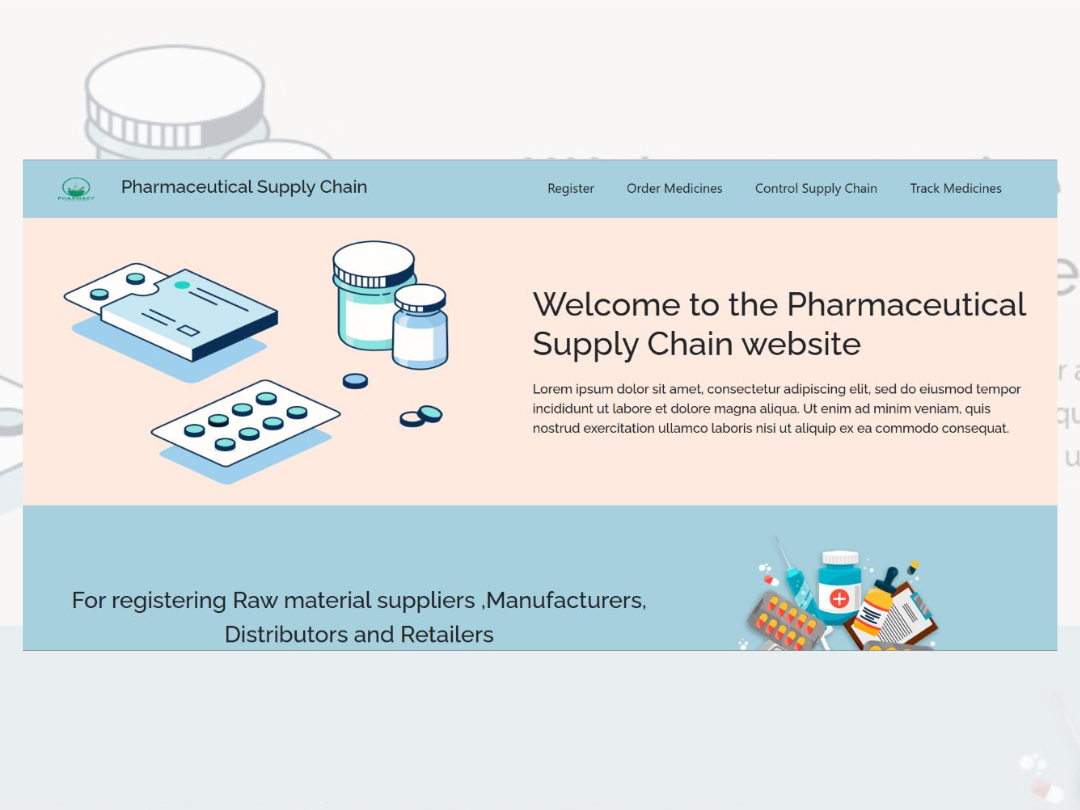 PHARMACY
Pharmaceutical Supply Chain
Register
Order Medicines
Control Supply Chain
Track Medicines
Welcome to the Pharmaceutical
Supply Chain website
Lorem ipsum dolor sit amet, consectetur adipiscing elit, sed do eiusmod tempor
incididunt ut labore et dolore magna aliqua. Ut enim ad minim veniam, quis
nostrud exercitation ullamco laboris nisi ut aliquip ex ea commodo consequat.
For registering Raw material suppliers ,Manufacturers,
Distributors and Retailers